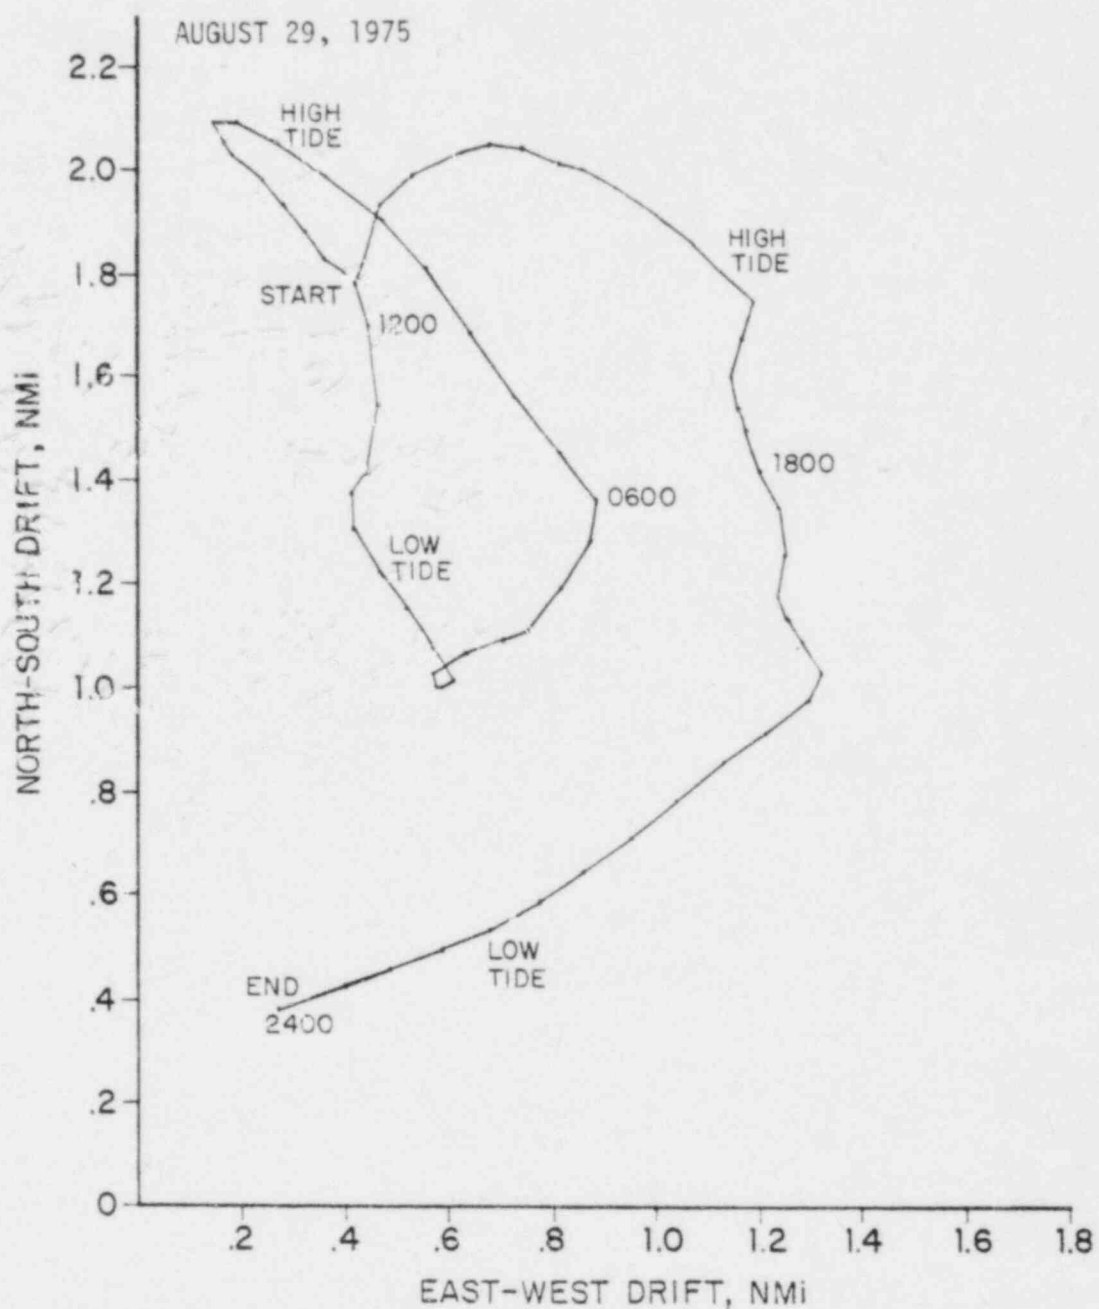 AUGUST 29, 1975
2.2
HIGH
TIDE
2.0
HIGH
TIDE
1.8
START
1200
1.6
1.4
1800
0600
LOW
TIDE
1.2
1.0
.8
.6
LOW
TIDE
END
.4
2400
.2
0
.2
.4
.6
.8
1.0
1.2
1.4
1.6
1.8
NORTH-SOUTH DRIFT, NMi
EAST-WEST DRIFT, NMi